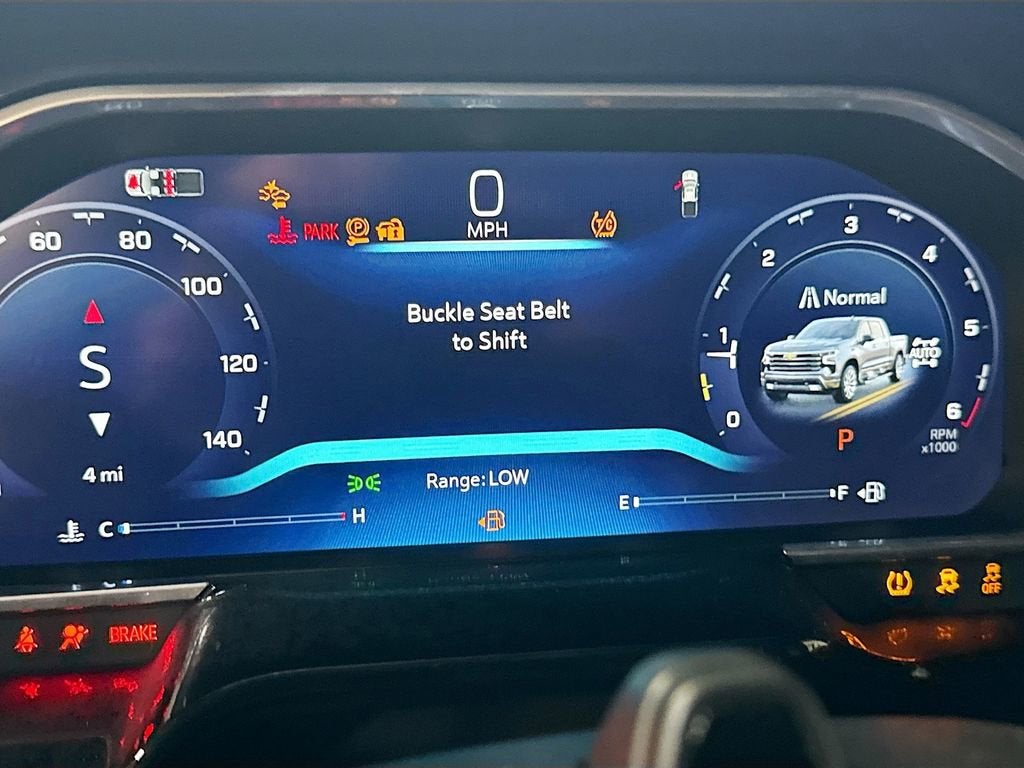 0
MPH
PARK
T/C
60
80
100
120
140
S
4 mi
Buckle Seat Belt
to Shift
0
1
2
3
4
5
6
RPM
x1000
Normal
AUTO
P
Range: LOW
C
H
E
F
BRAKE
OFF